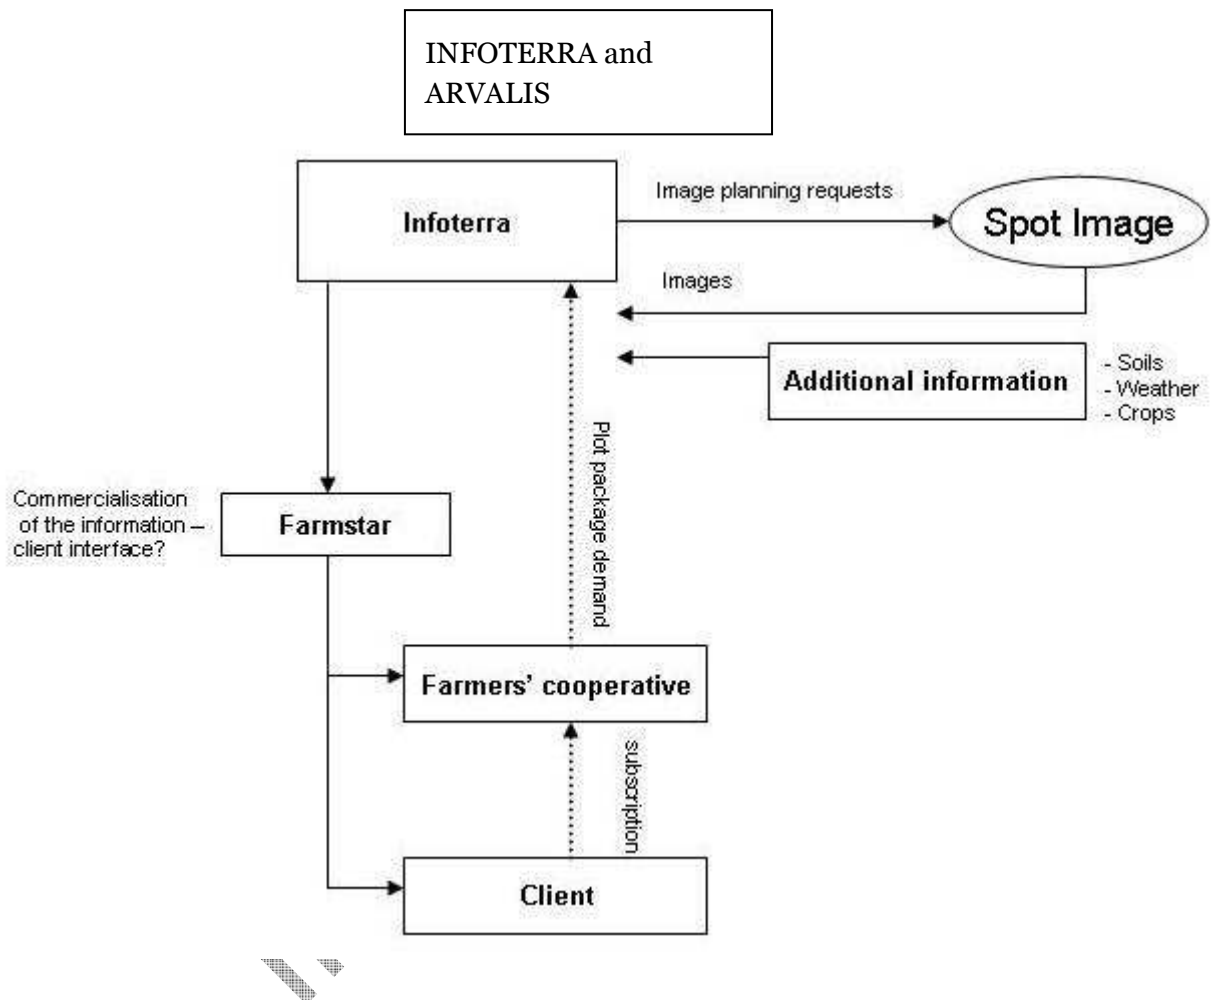 INFOTERRA and
ARVALIS
Infoterra
Image planning requests
Spot Image
Images
Additional information
- Soils
- Weather
- Crops
Plot package demand
Commercialisation
of the information –
client interface?
Farmstar
Farmers’ cooperative
subscription
Client